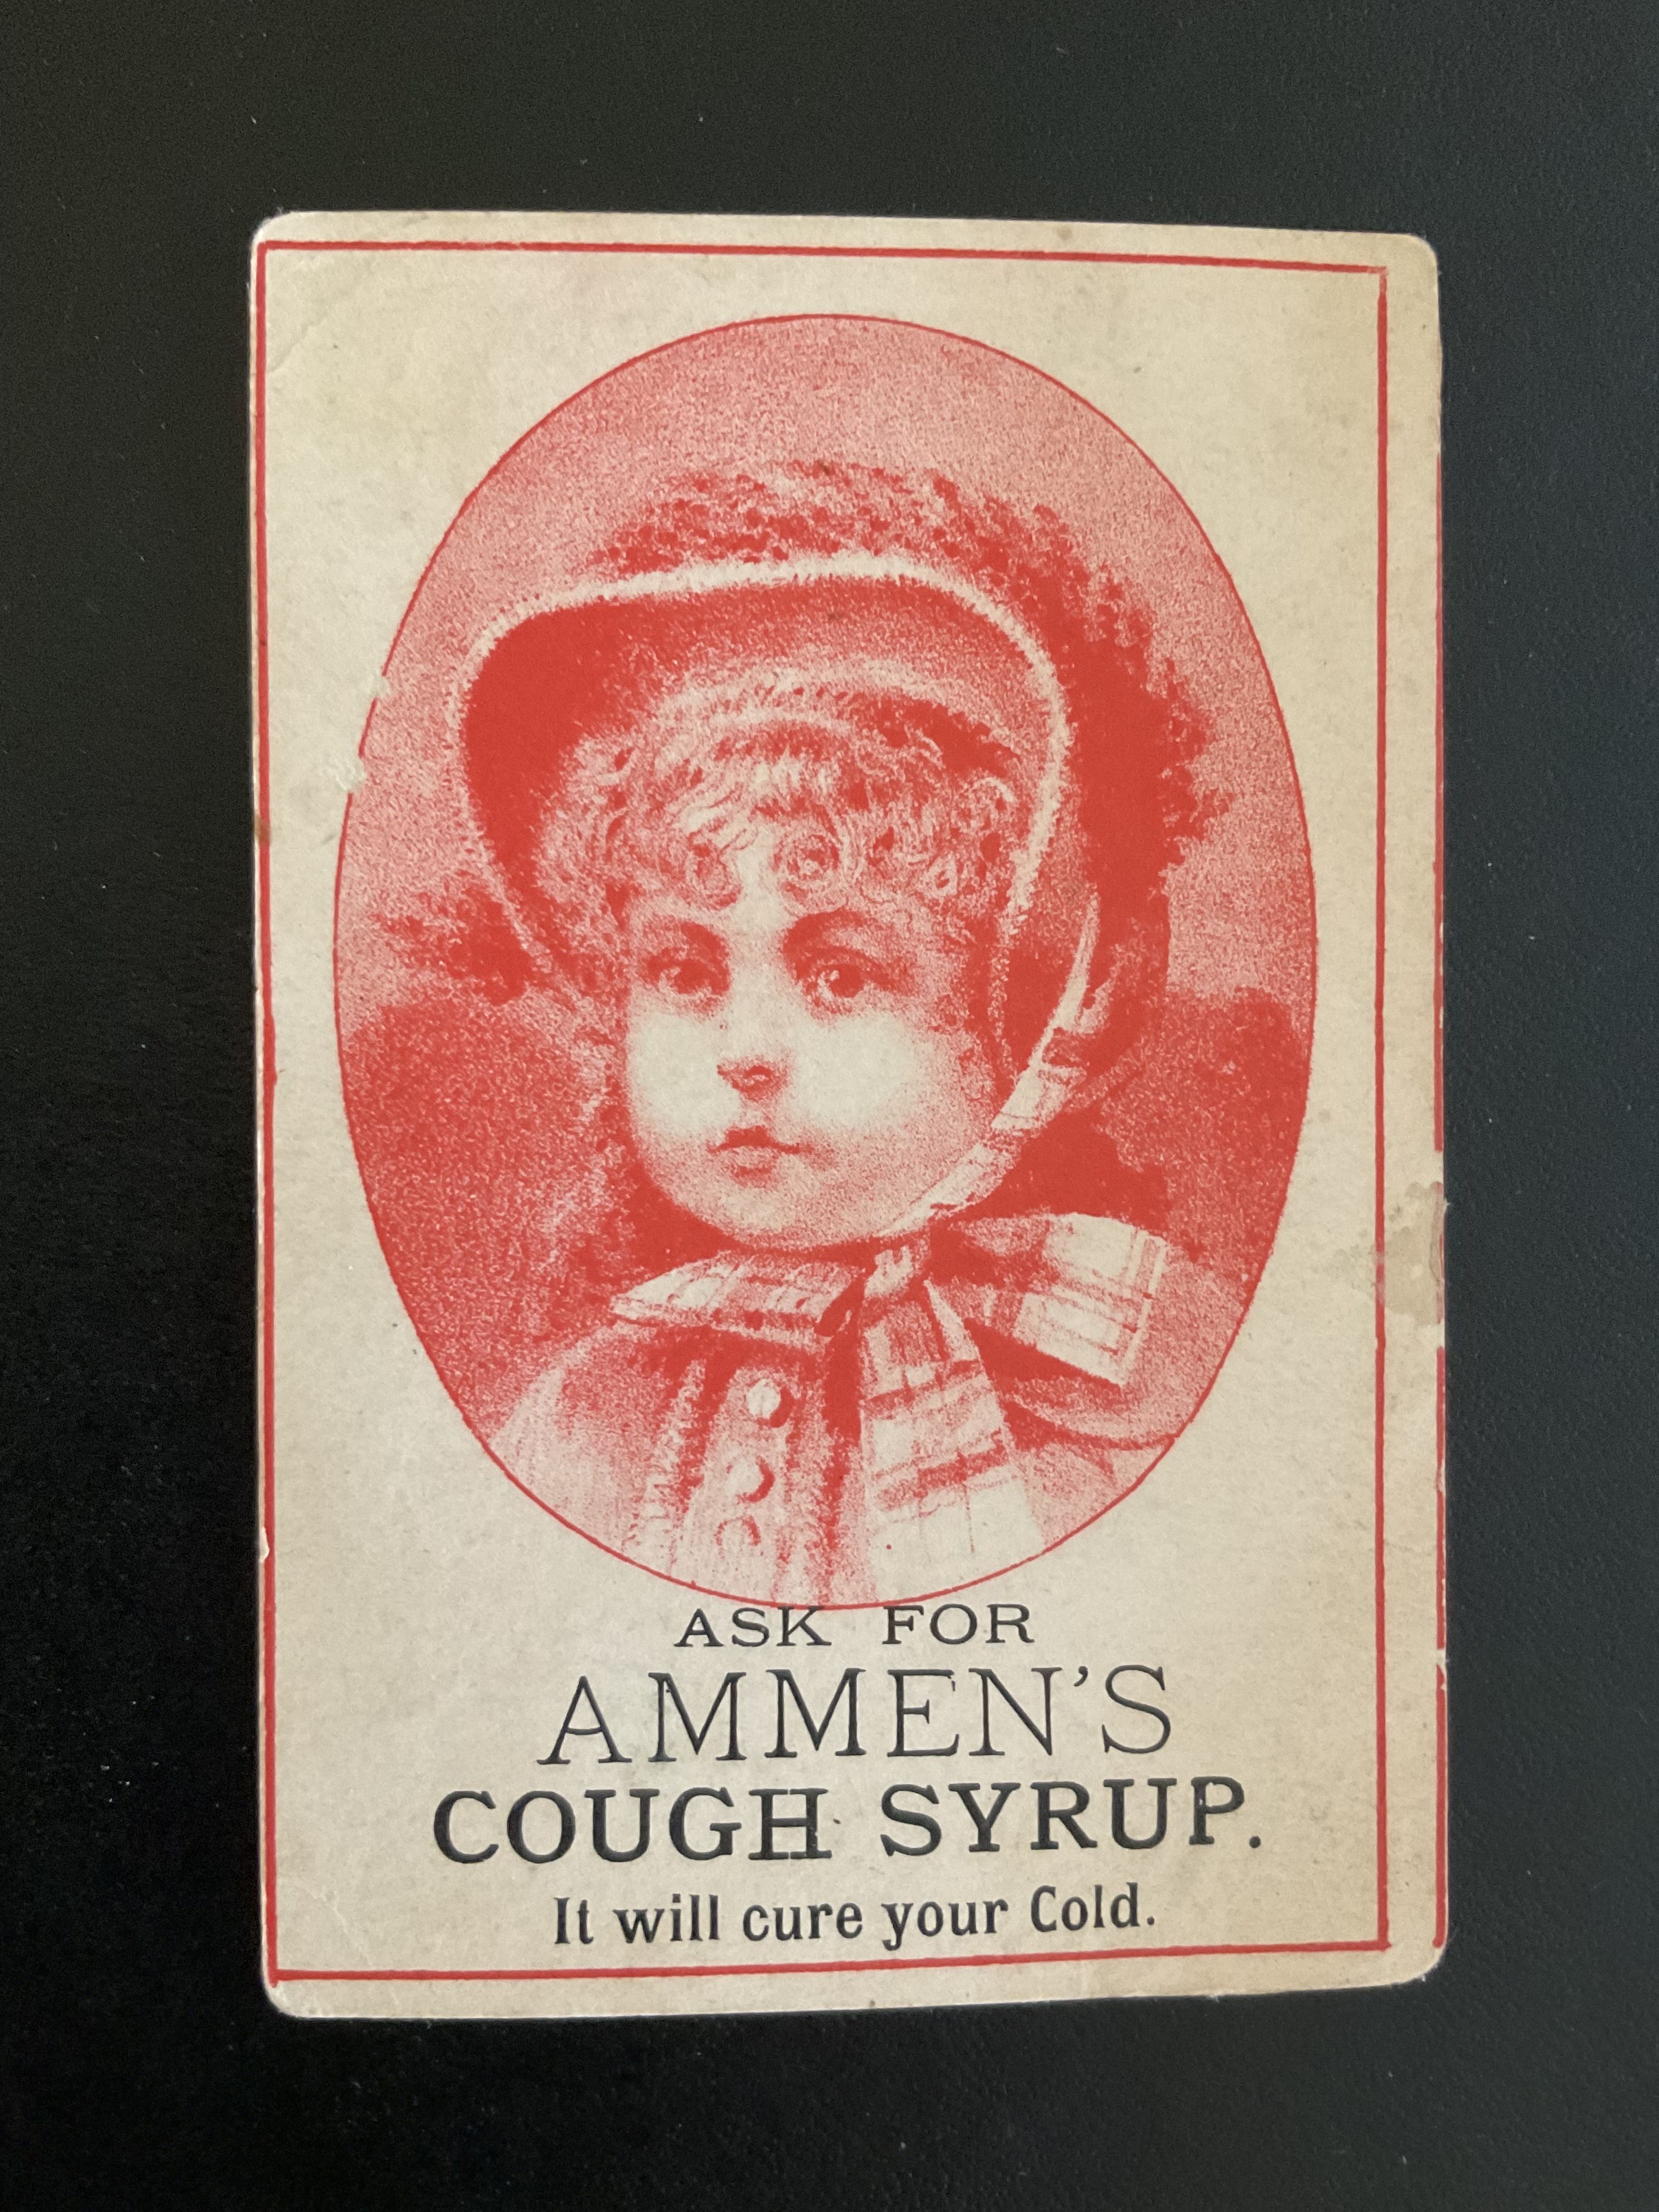 ASK FOR
AMMEN'S
COUGH SYRUP.
It will cure your Cold.